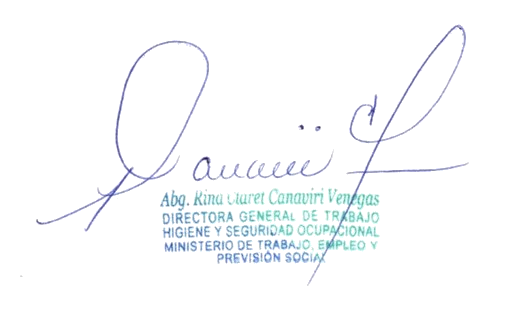 Abg. Rina Claret Canaviri Venegas
DIRECTORA GENERAL DE TRABAJO
HIGIENE Y SEGURIDAD OCUPACIONAL
MINISTERIO DE TRABAJO, EMPLEO Y
PREVISIÓN SOCIAL